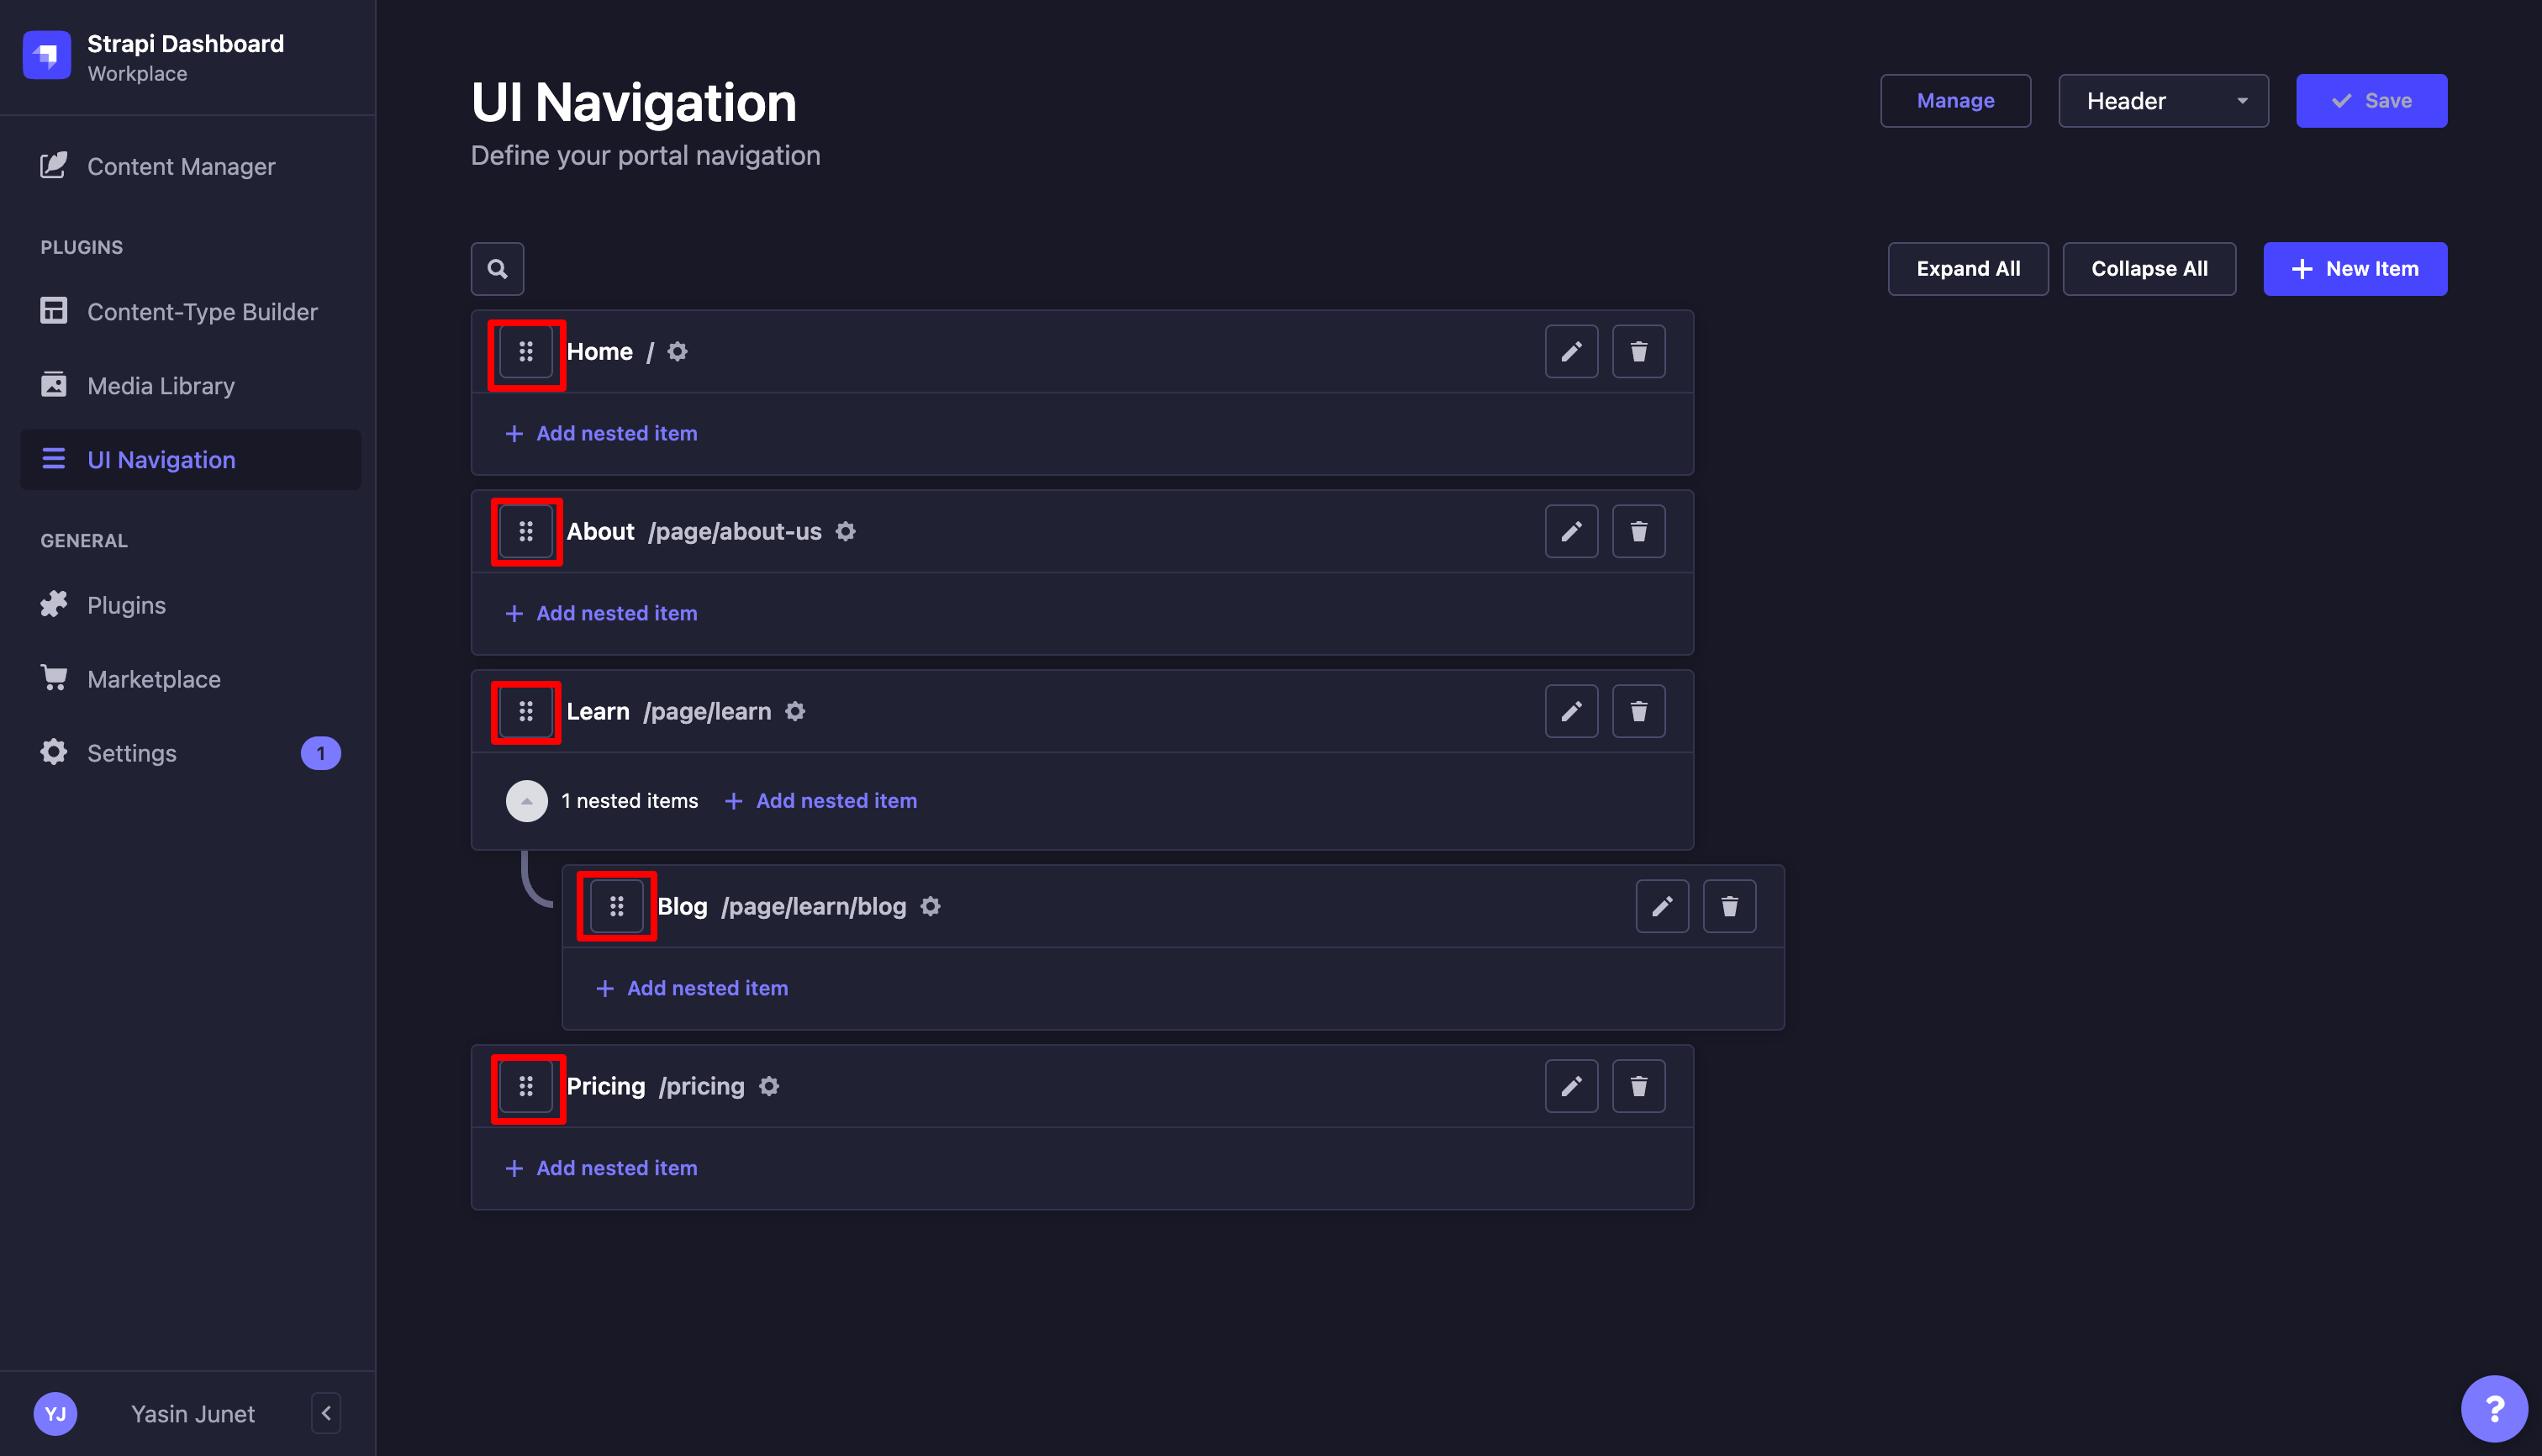 Strapi Dashboard
Workplace
Content Manager
PLUGINS
Content-Type Builder
Media Library
UI Navigation
GENERAL
Plugins
Marketplace
Settings 1
YJ Yasin Junet
UI Navigation
Define your portal navigation
Manage Header Save
Expand All Collapse All New Item
Home /
Add nested item
About /page/about-us
Add nested item
Learn /page/learn
1 nested items Add nested item
Blog /page/learn/blog
Add nested item
Pricing /pricing
Add nested item
?